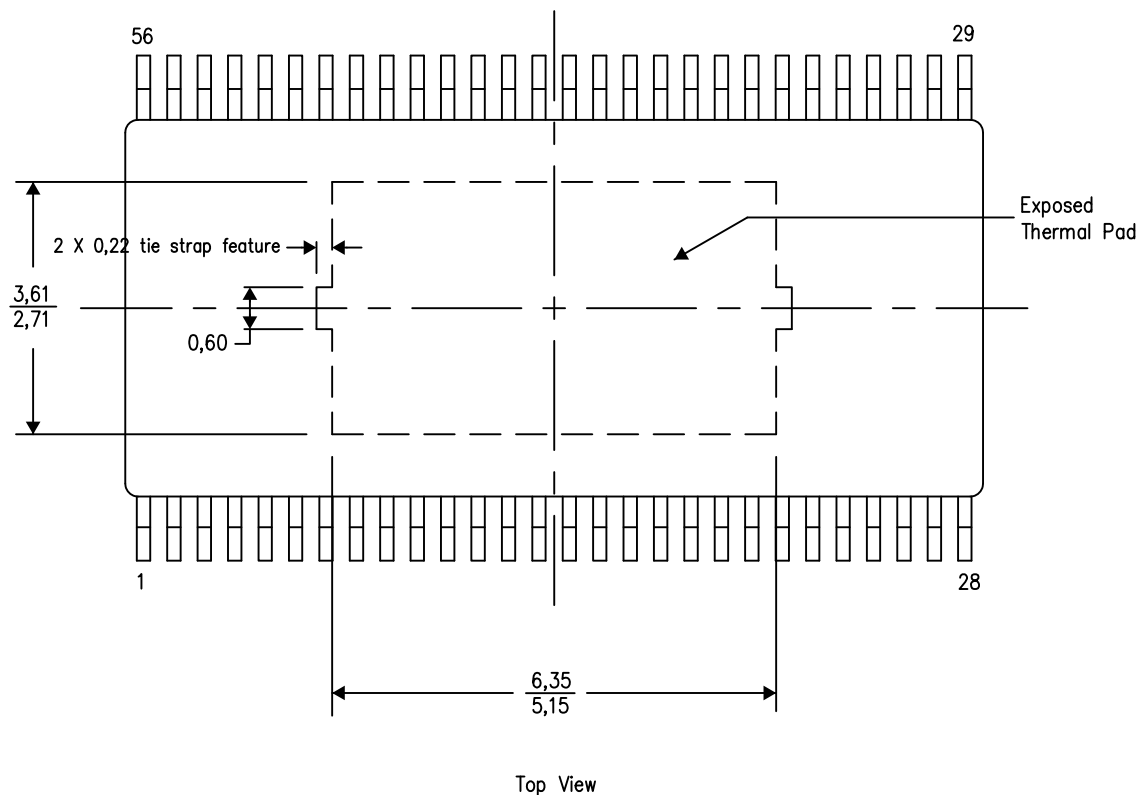 56
29
Exposed
Thermal Pad
2 X 0,22 tie strap feature
3,61
2,71
0,60
1
28
6,35
5,15
Top View